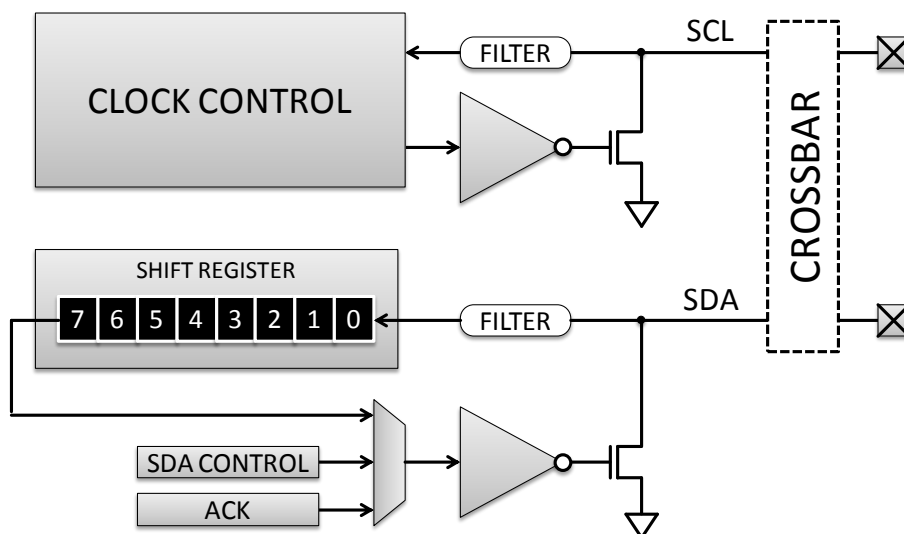 SCL
FILTER
CLOCK CONTROL
CROSSBAR
SHIFT REGISTER
7 6 5 4 3 2 1 0
SDA
FILTER
SDA CONTROL
ACK